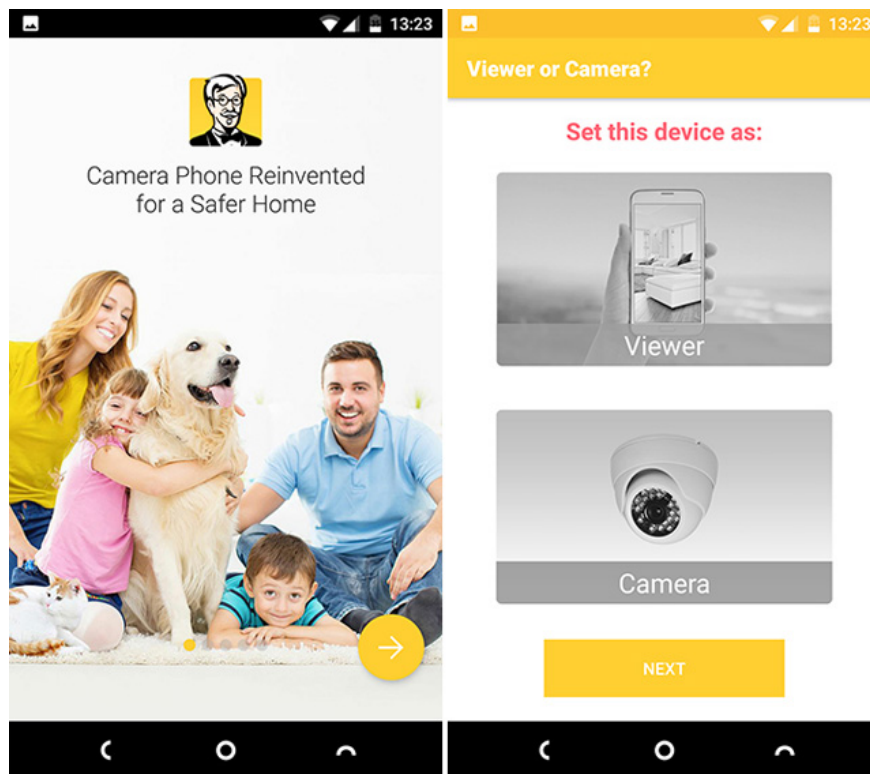 13:23
Camera Phone Reinvented
for a Safer Home
13:23
Viewer or Camera?
Set this device as:
Viewer
Camera
NEXT